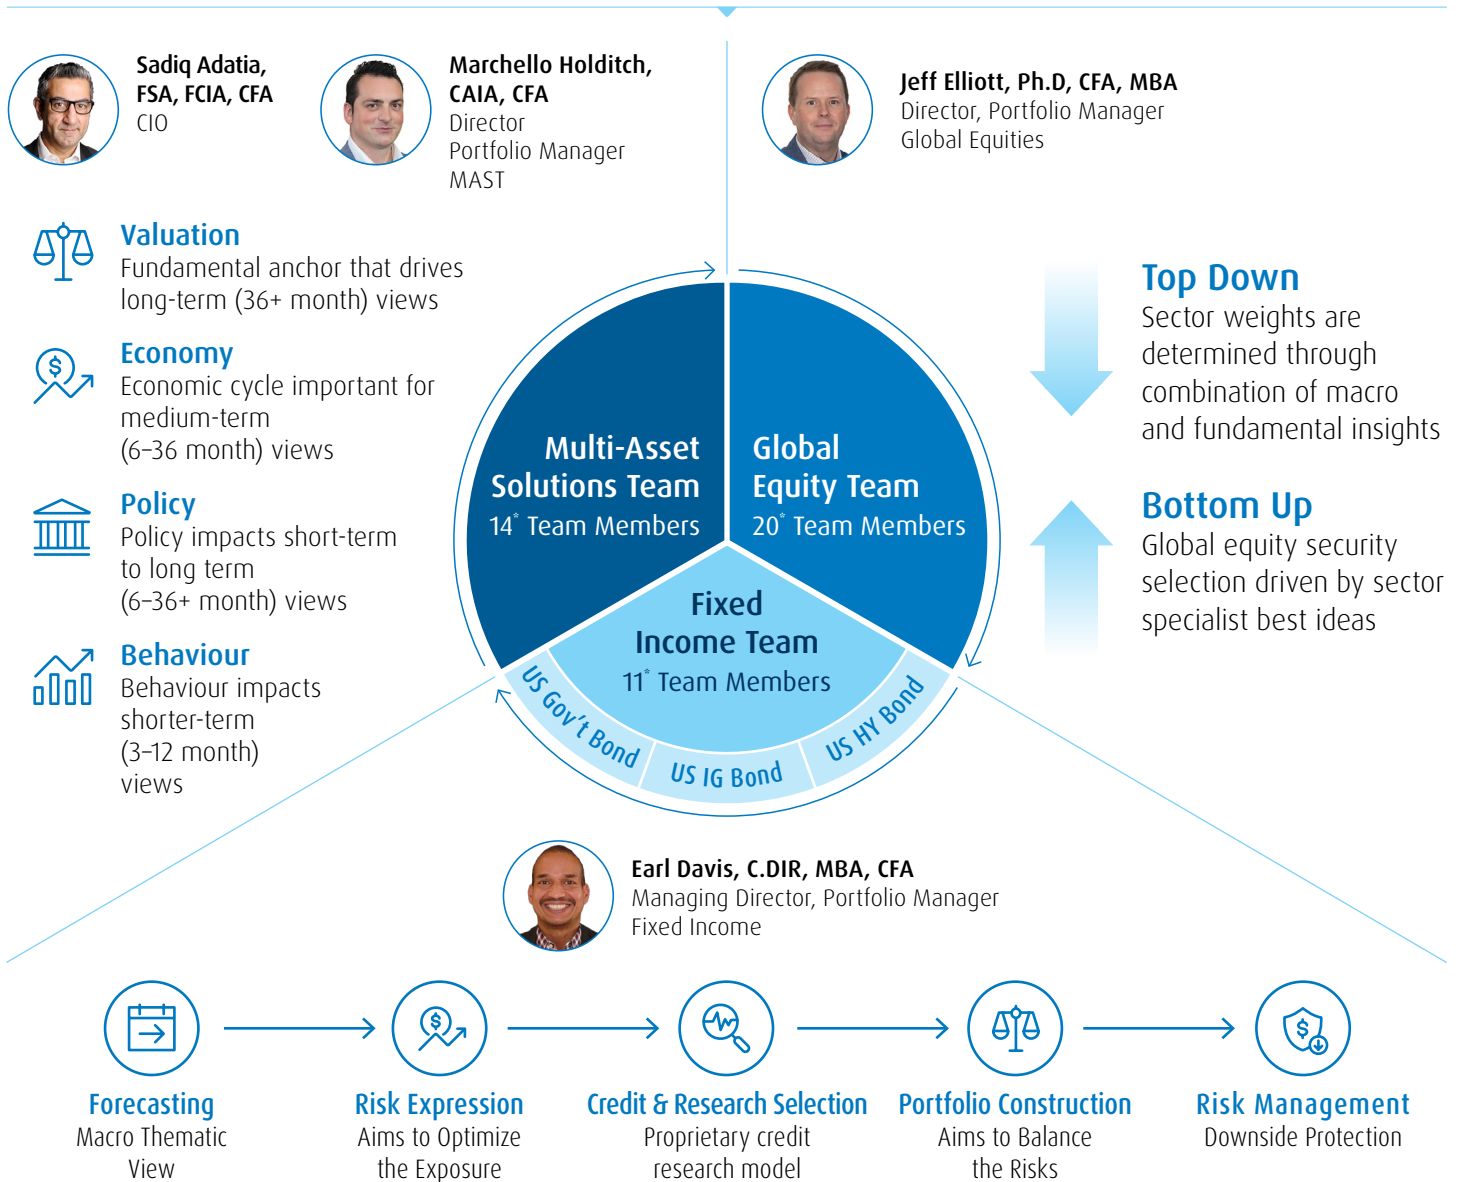 Sadiq Adatia,
FSA, FCIA, CFA
CIO
Marchello Holditch,
CAIA, CFA
Director
Portfolio Manager
MAST
Jeff Elliott, Ph.D, CFA, MBA
Director, Portfolio Manager
Global Equities
Valuation
Fundamental anchor that drives
long-term (36+ month) views
Economy
Economic cycle important for
medium-term
(6–36 month) views
Policy
Policy impacts short-term
to long term
(6–36+ month) views
Behaviour
Behaviour impacts
shorter-term
(3–12 month)
views
Multi-Asset
Solutions Team
14* Team Members
Global
Equity Team
20* Team Members
Fixed
Income Team
11* Team Members
US Gov't Bond
US IG Bond
US HY Bond
Top Down
Sector weights are
determined through
combination of macro
and fundamental insights
Bottom Up
Global equity security
selection driven by sector
specialist best ideas
Earl Davis, C.DIR, MBA, CFA
Managing Director, Portfolio Manager
Fixed Income
Forecasting
Macro Thematic
View
Risk Expression
Aims to Optimize
the Exposure
Credit & Research Selection
Proprietary credit
research model
Portfolio Construction
Aims to Balance
the Risks
Risk Management
Downside Protection